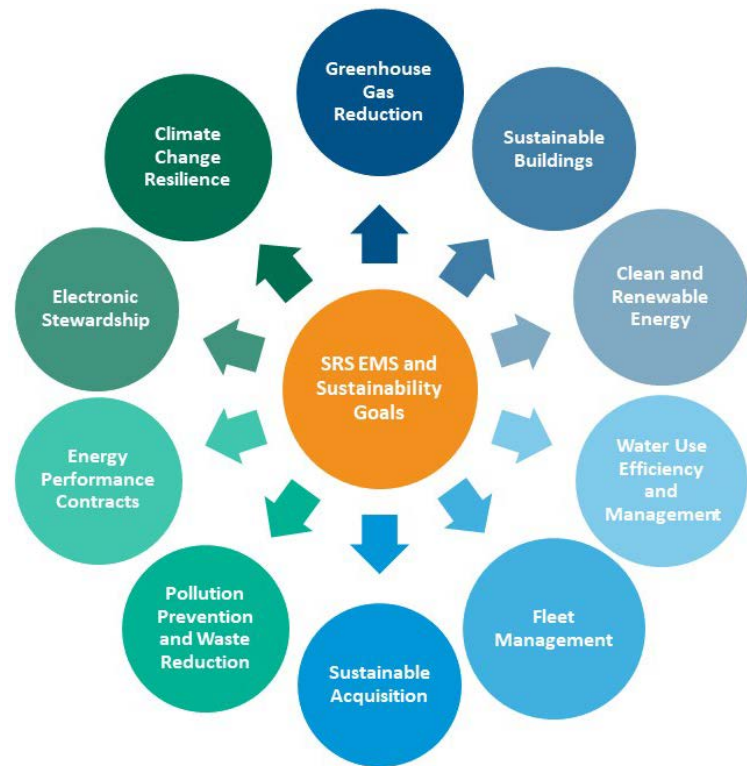 Greenhouse
Gas
Reduction
Sustainable
Buildings
Clean and
Renewable
Energy
Water Use
Efficiency
and
Management
Fleet
Management
Sustainable
Acquisition
Pollution
Prevention
and Waste
Reduction
Energy
Performance
Contracts
Electronic
Stewardship
Climate
Change
Resilience
SRS EMS and
Sustainability
Goals